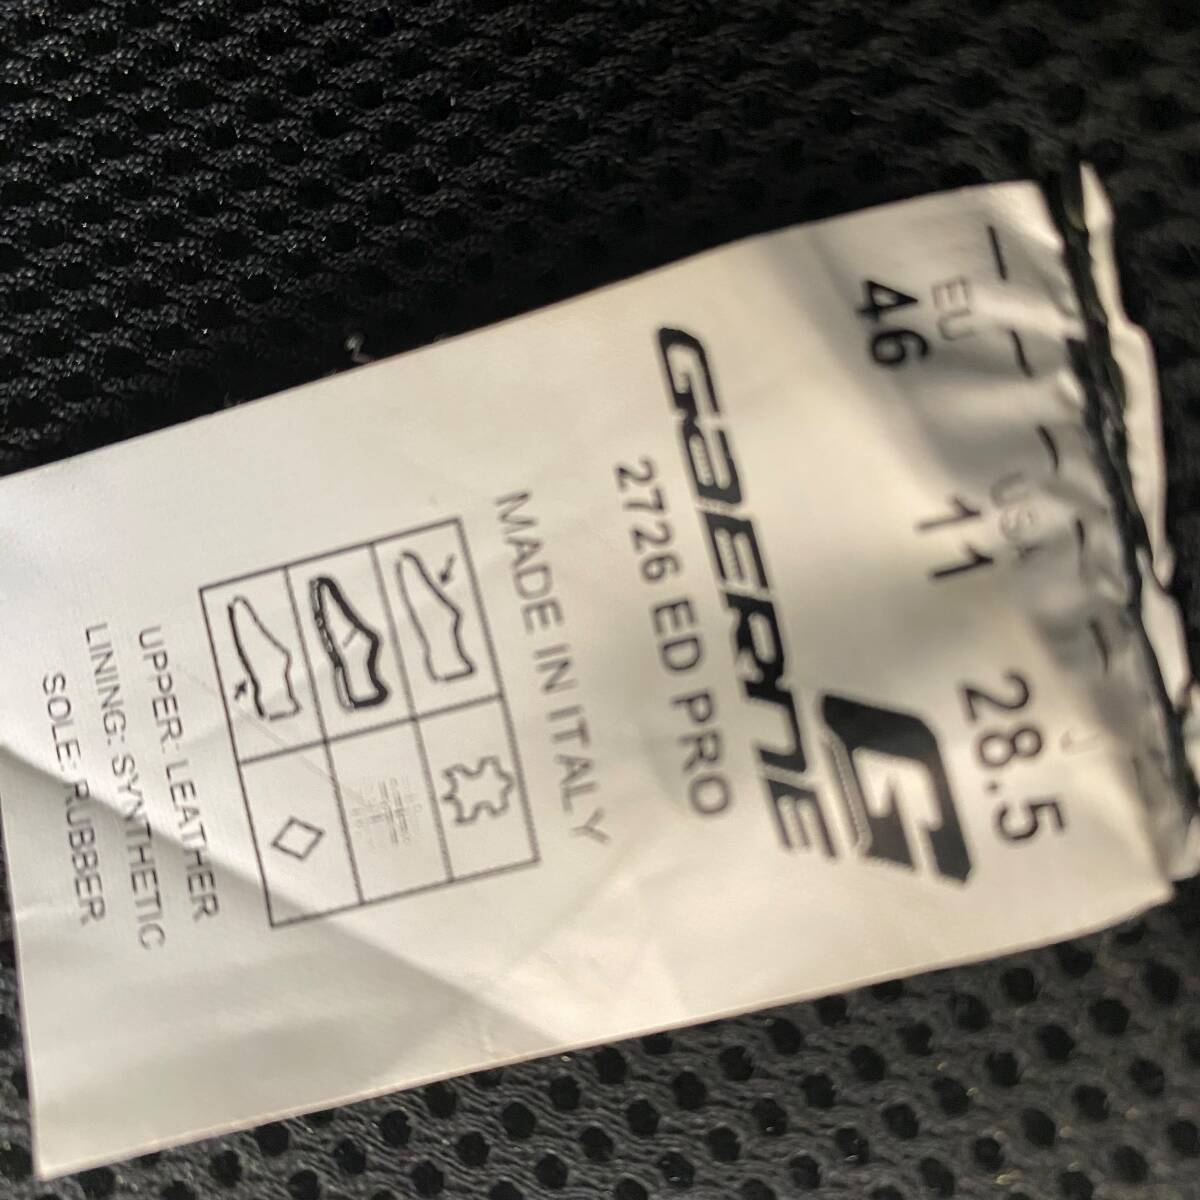 EU USA J
46 11 28.5
G
GAERNE
2726 ED PRO
MADE IN ITALY
UPPER: LEATHER
LINING: SYNTHETIC
SOLE: RUBBER